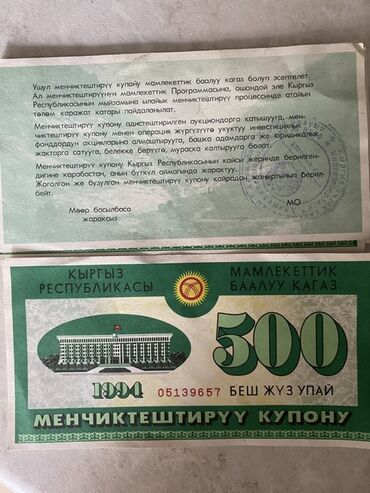 Ушул менчиктештирүү купону мамлекеттик баалуу кагаз болуп эсептелет.
Ал менчиктештирүүнүн мамлекеттик Программасына, ошондой эле Кыргыз
Республикасынын мыйзамына ылайык менчиктештирүү процессинде атайын
төлөм каражат катары пайдаланылат.
Менчиктештирүү купону адистештирилген аукциондорго катышууга, мен-
чиктештирүү купону менен операция жүргүзүүгө укуктуу инвестициялык
фонддордун акцияларына алмаштырууга, башка адамдарга же юридикалык
жактарга сатууга, белекке берүүгө, мураска калтырууга болот.
Менчиктештирүү купону Кыргыз Республикасынын кайсы жеринде берилген-
дигине карабастан, анын бүткүл аймагында жарактуу.
Жоголгон же бузулган менчиктештирүү купону кайрадан жаңыртылып берил-
бейт.
Мөөр басылбаса
жараксыз
МО
КЫРГЫЗ
РЕСПУБЛИКАСЫ
МАМЛЕКЕТТИК
БААЛУУ КАГАЗ
500
1994 05139657 БЕШ ЖҮЗ УПАЙ
МЕНЧИКТЕШТИРҮҮ КУПОНУ